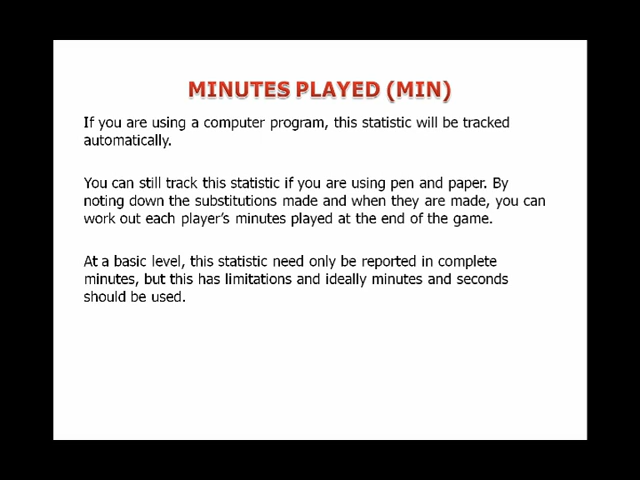 MINUTES PLAYED (MIN)
If you are using a computer program, this statistic will be tracked
automatically.
You can still track this statistic if you are using pen and paper. By
noting down the substitutions made and when they are made, you can
work out each player's minutes played at the end of the game.
At a basic level, this statistic need only be reported in complete
minutes, but this has limitations and ideally minutes and seconds
should be used.